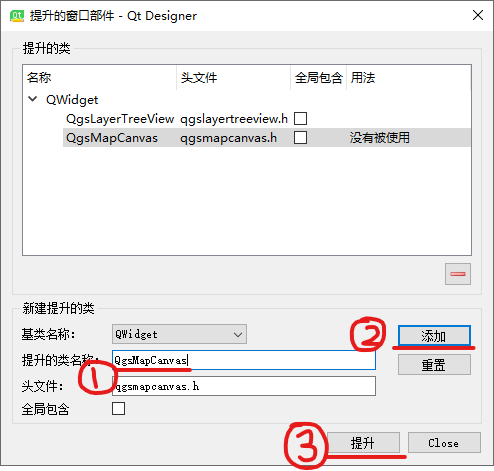 提升的窗口部件 - Qt Designer
提升的类
名称 头文件 全局包含 用法
QWidget
QgsLayerTreeView qgslayertreeview.h
QgsMapCanvas qgsmapcanvas.h 没有被使用
新建提升的类
基类名称： QWidget ② 添加
提升的类名称： QgsMapCanvas 重置
① 头文件： qgsmapcanvas.h
全局包含
③ 提升 Close